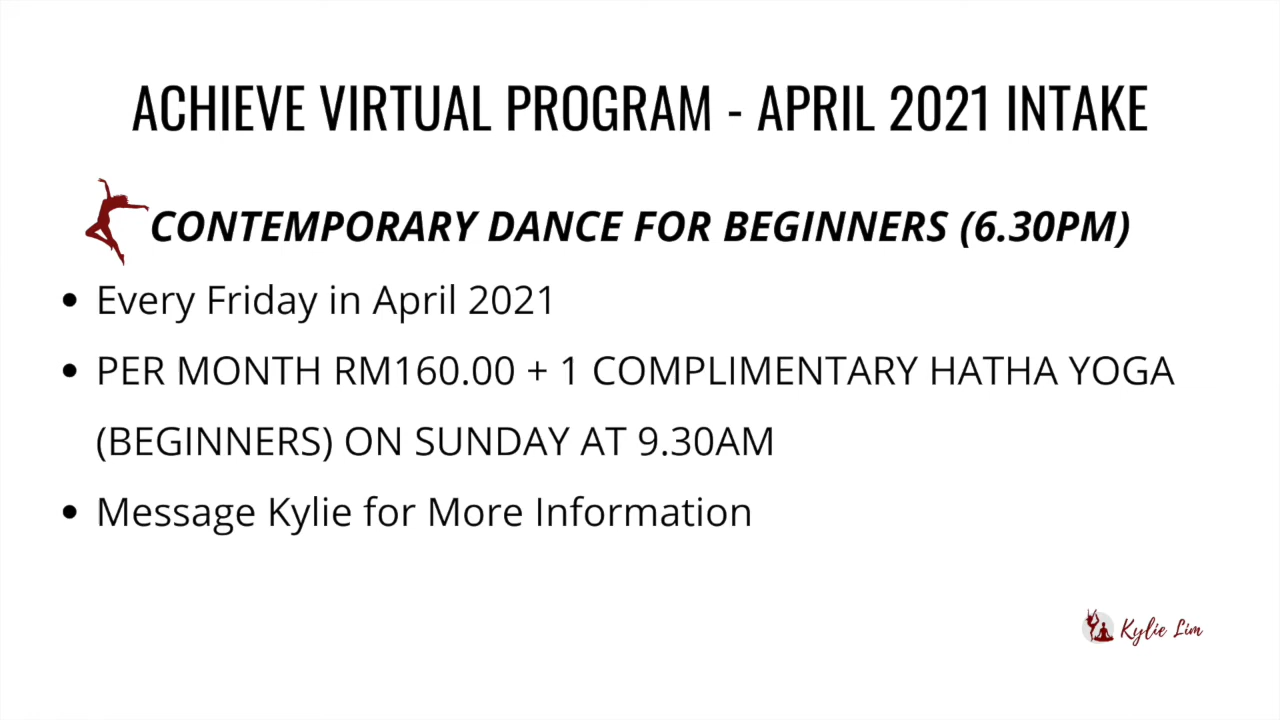 ACHIEVE VIRTUAL PROGRAM - APRIL 2021 INTAKE
CONTEMPORARY DANCE FOR BEGINNERS (6.30PM)
• Every Friday in April 2021
• PER MONTH RM160.00 + 1 COMPLIMENTARY HATHA YOGA
(BEGINNERS) ON SUNDAY AT 9.30AM
• Message Kylie for More Information
Kylie Lim